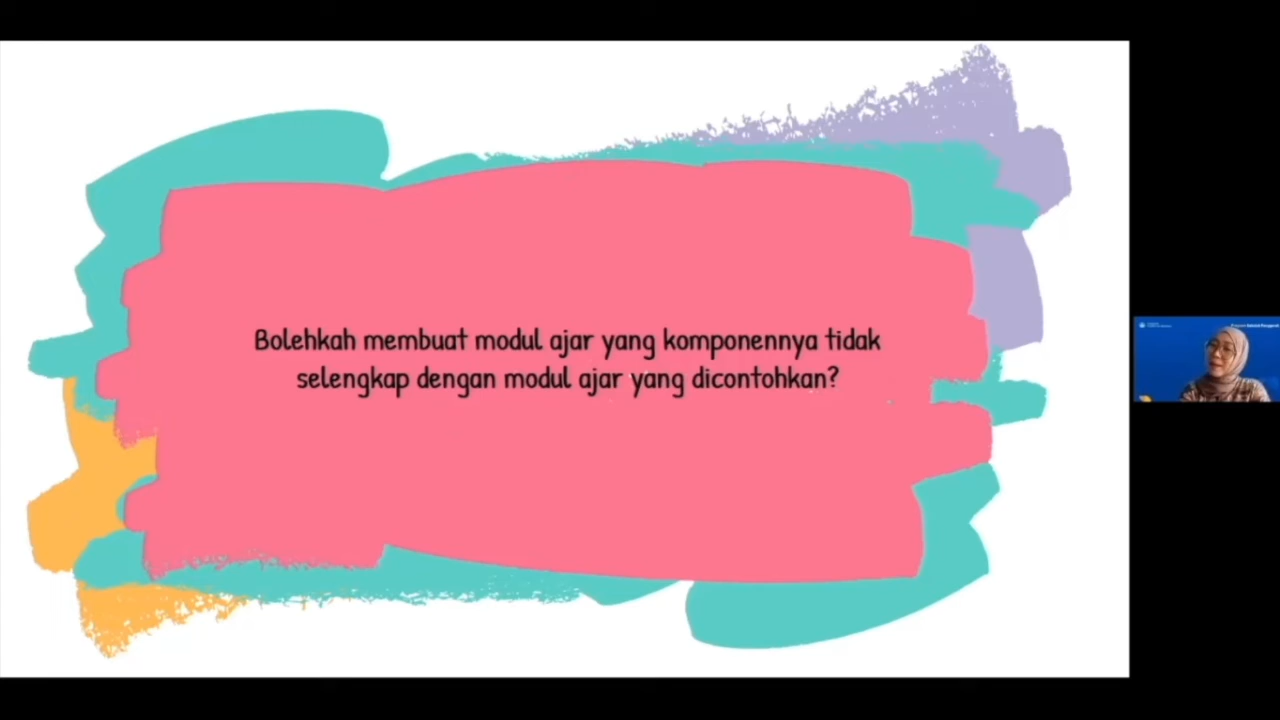 Bolehkah membuat modul ajar yang komponennya tidak
selengkap dengan modul ajar yang dicontohkan?